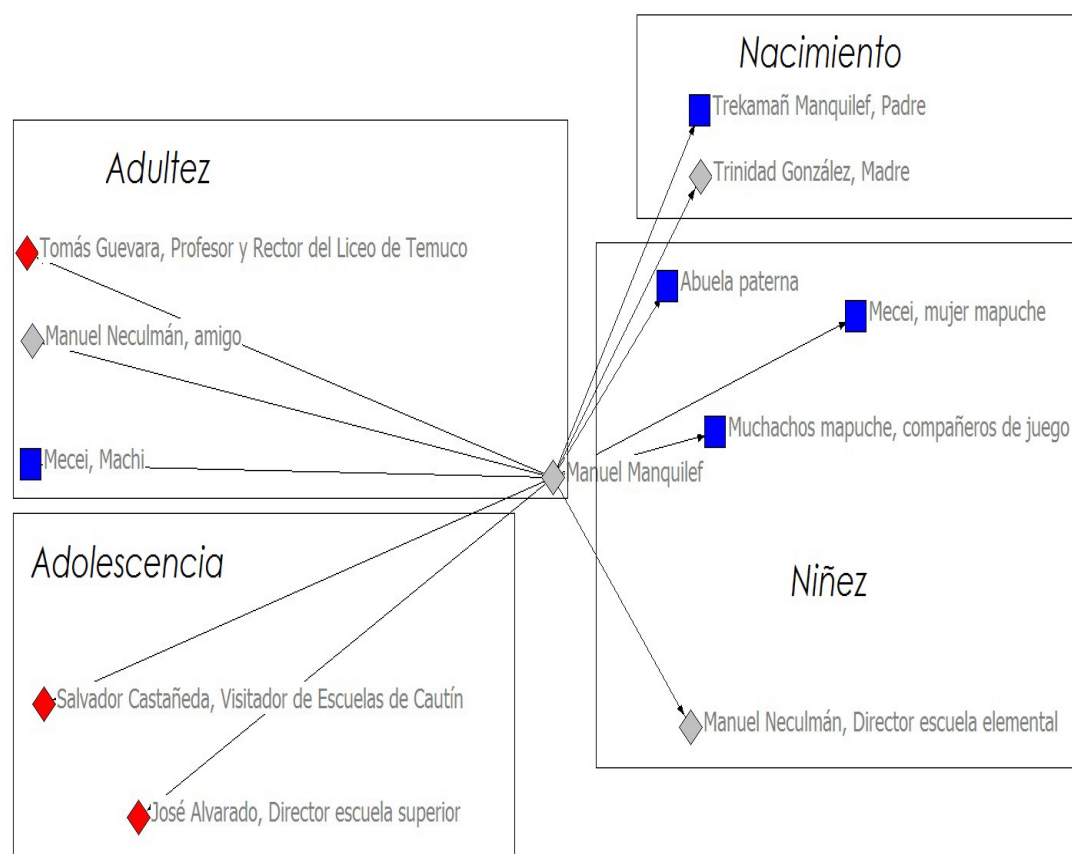 Nacimiento
Trekamañ Manquilef, Padre
Trinidad González, Madre
Adultez
Tomás Guevara, Profesor y Rector del Liceo de Temuco
Manuel Neculmán, amigo
Mecei, Machi
Abuela paterna
Mecei, mujer mapuche
Muchachos mapuche, compañeros de juego
Manuel Manquilef
Niñez
Manuel Neculmán, Director escuela elemental
Adolescencia
Salvador Castañeda, Visitador de Escuelas de Cautín
José Alvarado, Director escuela superior